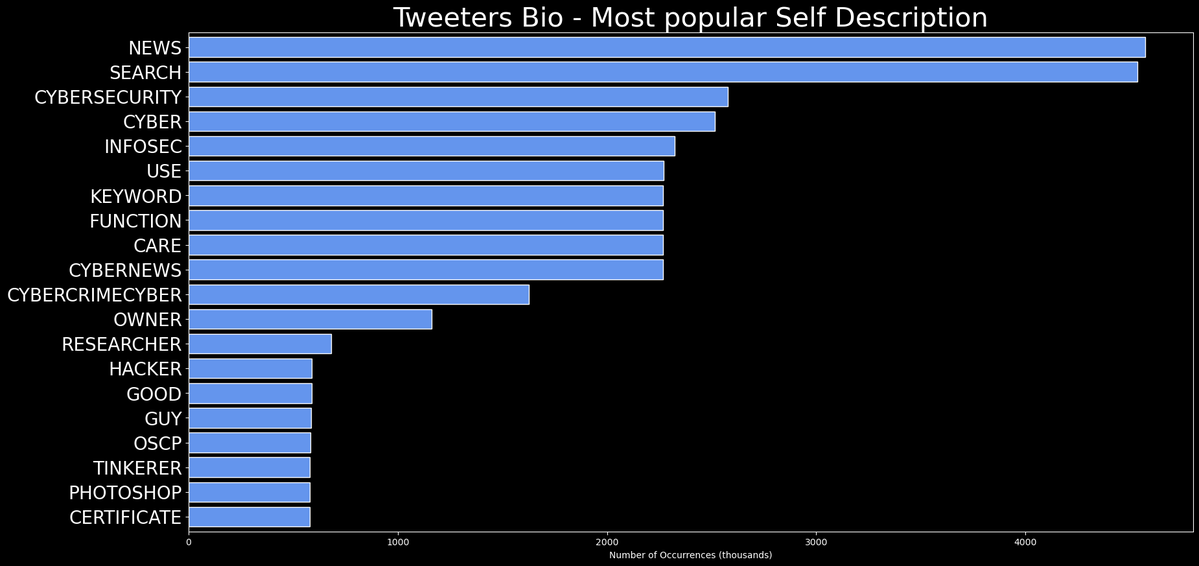 Tweeters Bio - Most popular Self Description
NEWS
SEARCH
CYBERSECURITY
CYBER
INFOSEC
USE
KEYWORD
FUNCTION
CARE
CYBERNEWS
CYBERCRIMECYBER
OWNER
RESEARCHER
HACKER
GOOD
GUY
OSCP
TINKERER
PHOTOSHOP
CERTIFICATE
0 1000 2000 3000 4000
Number of Occurrences (thousands)